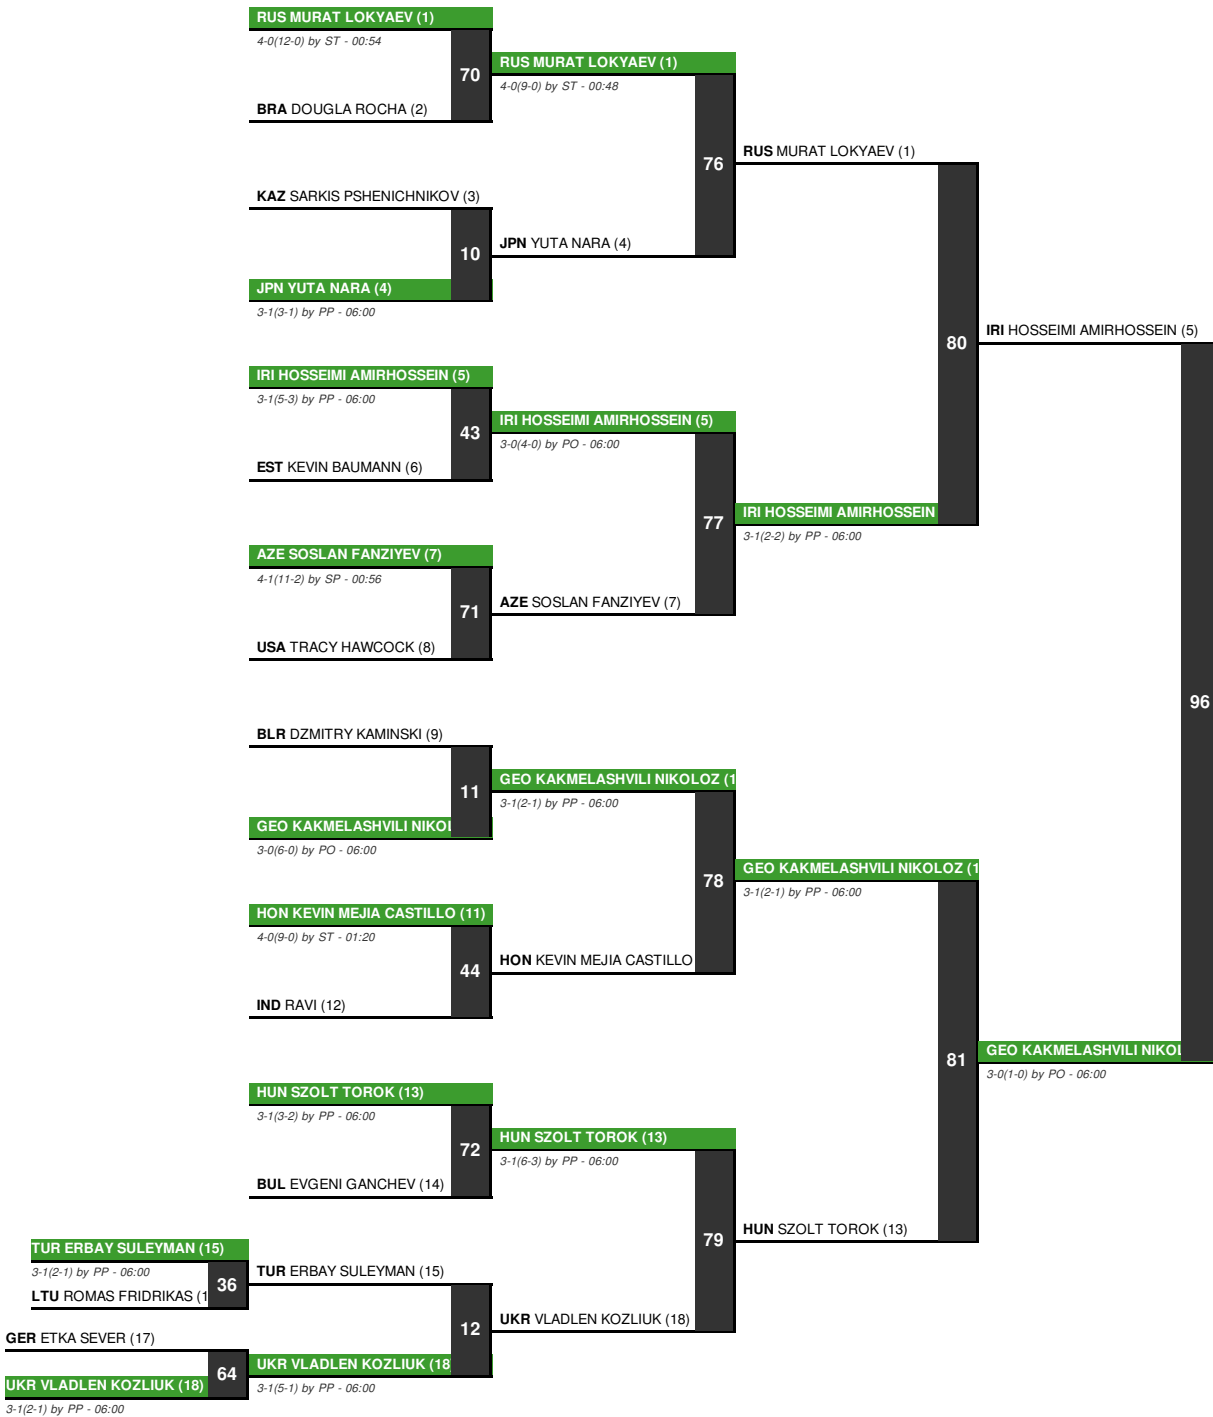 RUS MURAT LOKYAEV (1)
4-0(12-0) by ST - 00:54
70
BRA DOUGLA ROCHA (2)
RUS MURAT LOKYAEV (1)
4-0(9-0) by ST - 00:48
76
RUS MURAT LOKYAEV (1)
KAZ SARKIS PSHENICHNIKOV (3)
10
JPN YUTA NARA (4)
JPN YUTA NARA (4)
3-1(3-1) by PP - 06:00
80
IRI HOSSEIMI AMIRHOSSEIN (5)
IRI HOSSEIMI AMIRHOSSEIN (5)
3-1(5-3) by PP - 06:00
43
EST KEVIN BAUMANN (6)
IRI HOSSEIMI AMIRHOSSEIN (5)
3-0(4-0) by PO - 06:00
77
IRI HOSSEIMI AMIRHOSSEIN
3-1(2-2) by PP - 06:00
AZE SOSLAN FANZIYEV (7)
4-1(11-2) by SP - 00:56
71
AZE SOSLAN FANZIYEV (7)
USA TRACY HAWCOCK (8)
96
BLR DZMITRY KAMINSKI (9)
11
GEO KAKMELASHVILI NIKOLOZ (1
3-1(2-1) by PP - 06:00
GEO KAKMELASHVILI NIKOL
3-0(6-0) by PO - 06:00
78
GEO KAKMELASHVILI NIKOLOZ (1
3-1(2-1) by PP - 06:00
HON KEVIN MEJIA CASTILLO (11)
4-0(9-0) by ST - 01:20
44
HON KEVIN MEJIA CASTILLO
IND RAVI (12)
81
GEO KAKMELASHVILI NIKOL
3-0(1-0) by PO - 06:00
HUN SZOLT TOROK (13)
3-1(3-2) by PP - 06:00
72
BUL EVGENI GANCHEV (14)
HUN SZOLT TOROK (13)
3-1(6-3) by PP - 06:00
79
HUN SZOLT TOROK (13)
TUR ERBAY SULEYMAN (15)
3-1(2-1) by PP - 06:00
36
LTU ROMAS FRIDRIKAS (1
TUR ERBAY SULEYMAN (15)
12
UKR VLADLEN KOZLIUK (18)
GER ETKA SEVER (17)
64
UKR VLADLEN KOZLIUK (18
3-1(5-1) by PP - 06:00
UKR VLADLEN KOZLIUK (18)
3-1(2-1) by PP - 06:00